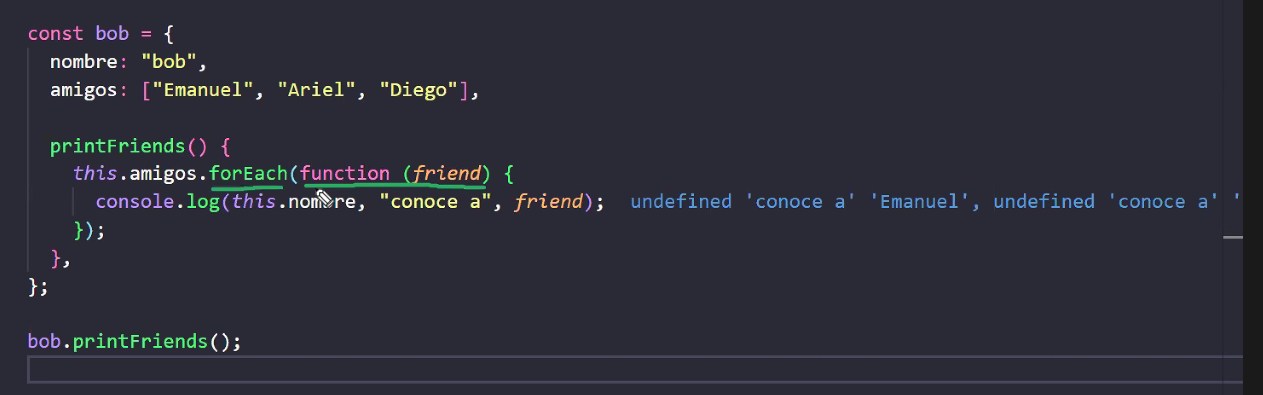 const bob = {
nombre: "bob",
amigos: ["Emanuel", "Ariel", "Diego"],
printFriends() {
this.amigos.forEach(function (friend) {
console.log(this.nombre, "conoce a", friend); undefined 'conoce a' 'Emanuel', undefined 'conoce a' '
});
},
};
bob.printFriends();